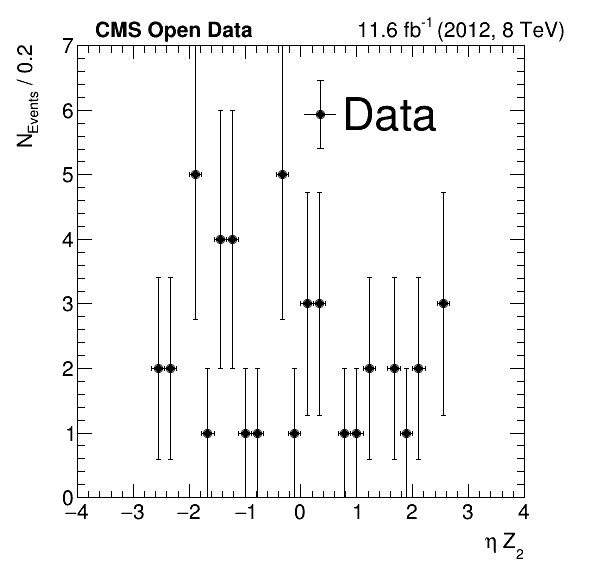 CMS Open Data 11.6 fb⁻¹ (2012, 8 TeV)
N_Events / 0.2
Data
7
6
5
4
3
2
1
0
−4 −3 −2 −1 0 1 2 3 4
η Z₂